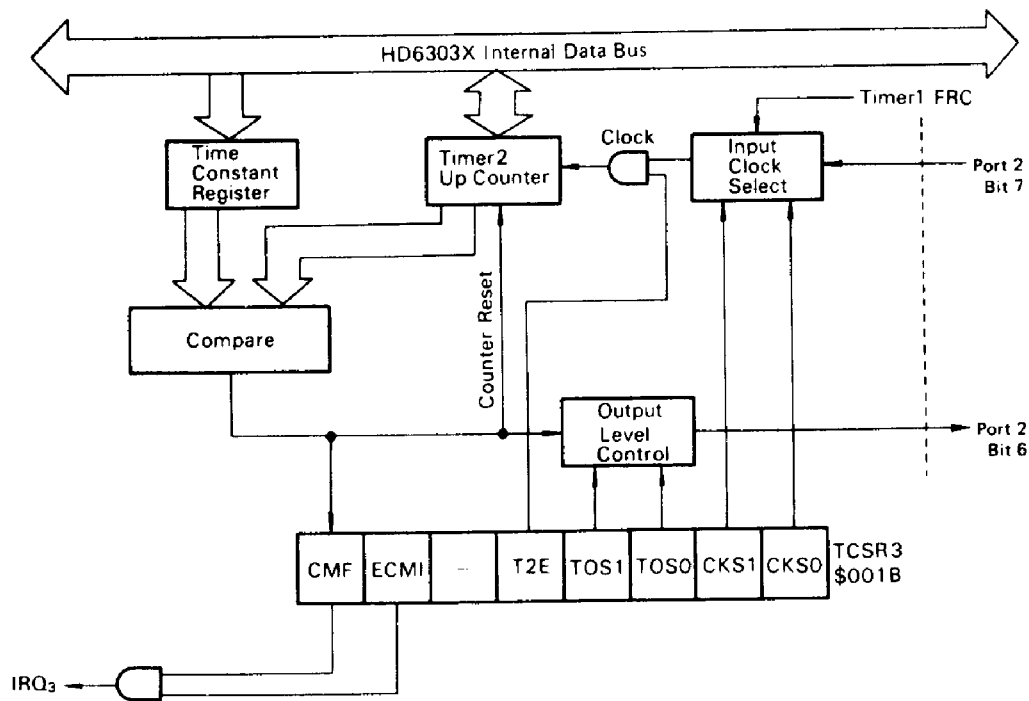 HD6303X Internal Data Bus
Timer1 FRC
Clock
Time
Constant
Register
Timer2
Up Counter
Input
Clock
Select
Port 2
Bit 7
Counter Reset
Compare
Output
Level
Control
Port 2
Bit 6
CMF ECMI – T2E TOS1 TOS0 CKS1 CKS0
TCSR3
$001B
IRQ₃